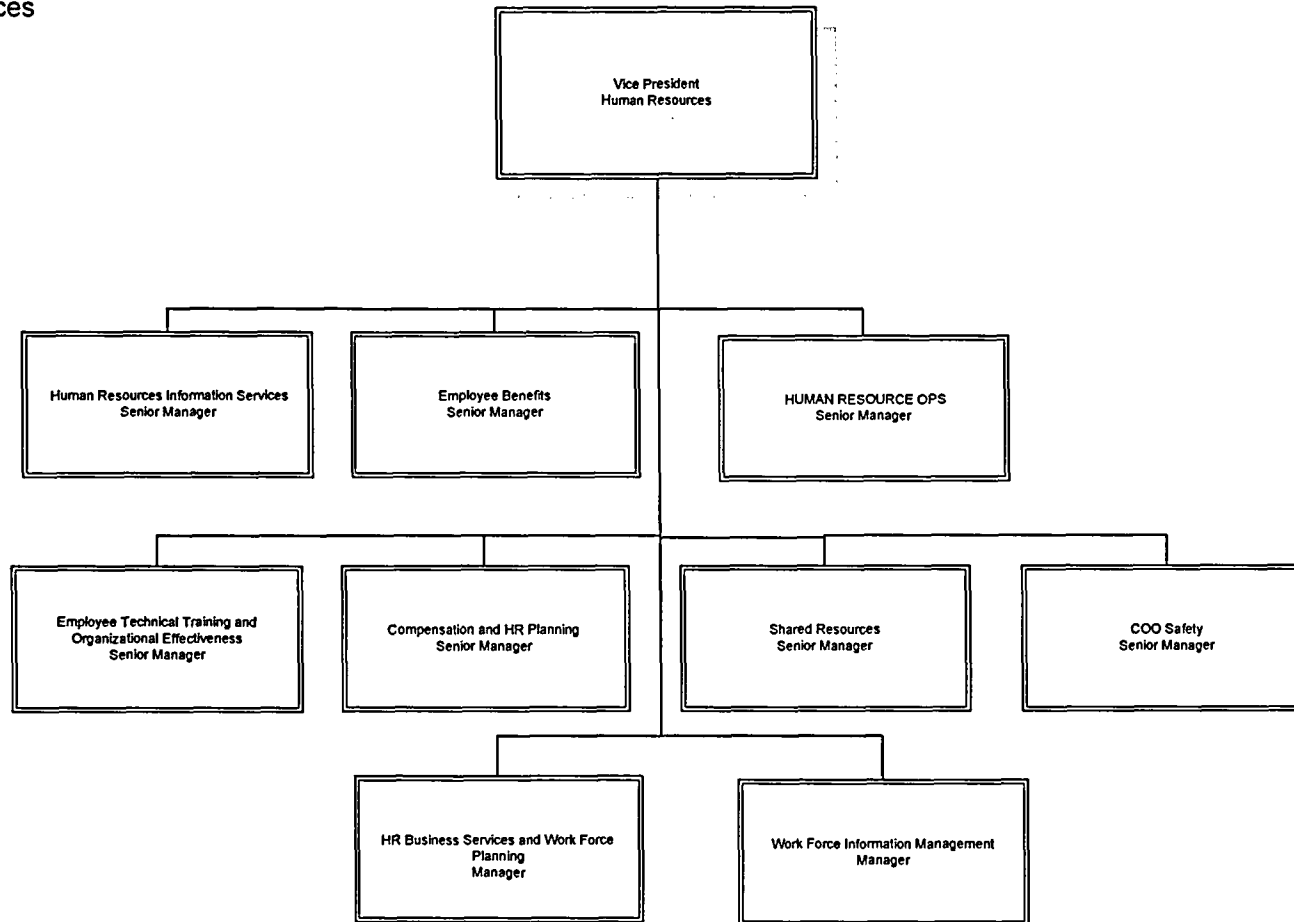 Vice President
Human Resources
Human Resources Information Services
Senior Manager
Employee Benefits
Senior Manager
HUMAN RESOURCE OPS
Senior Manager
Employee Technical Training and
Organizational Effectiveness
Senior Manager
Compensation and HR Planning
Senior Manager
Shared Resources
Senior Manager
COO Safety
Senior Manager
HR Business Services and Work Force
Planning
Manager
Work Force Information Management
Manager